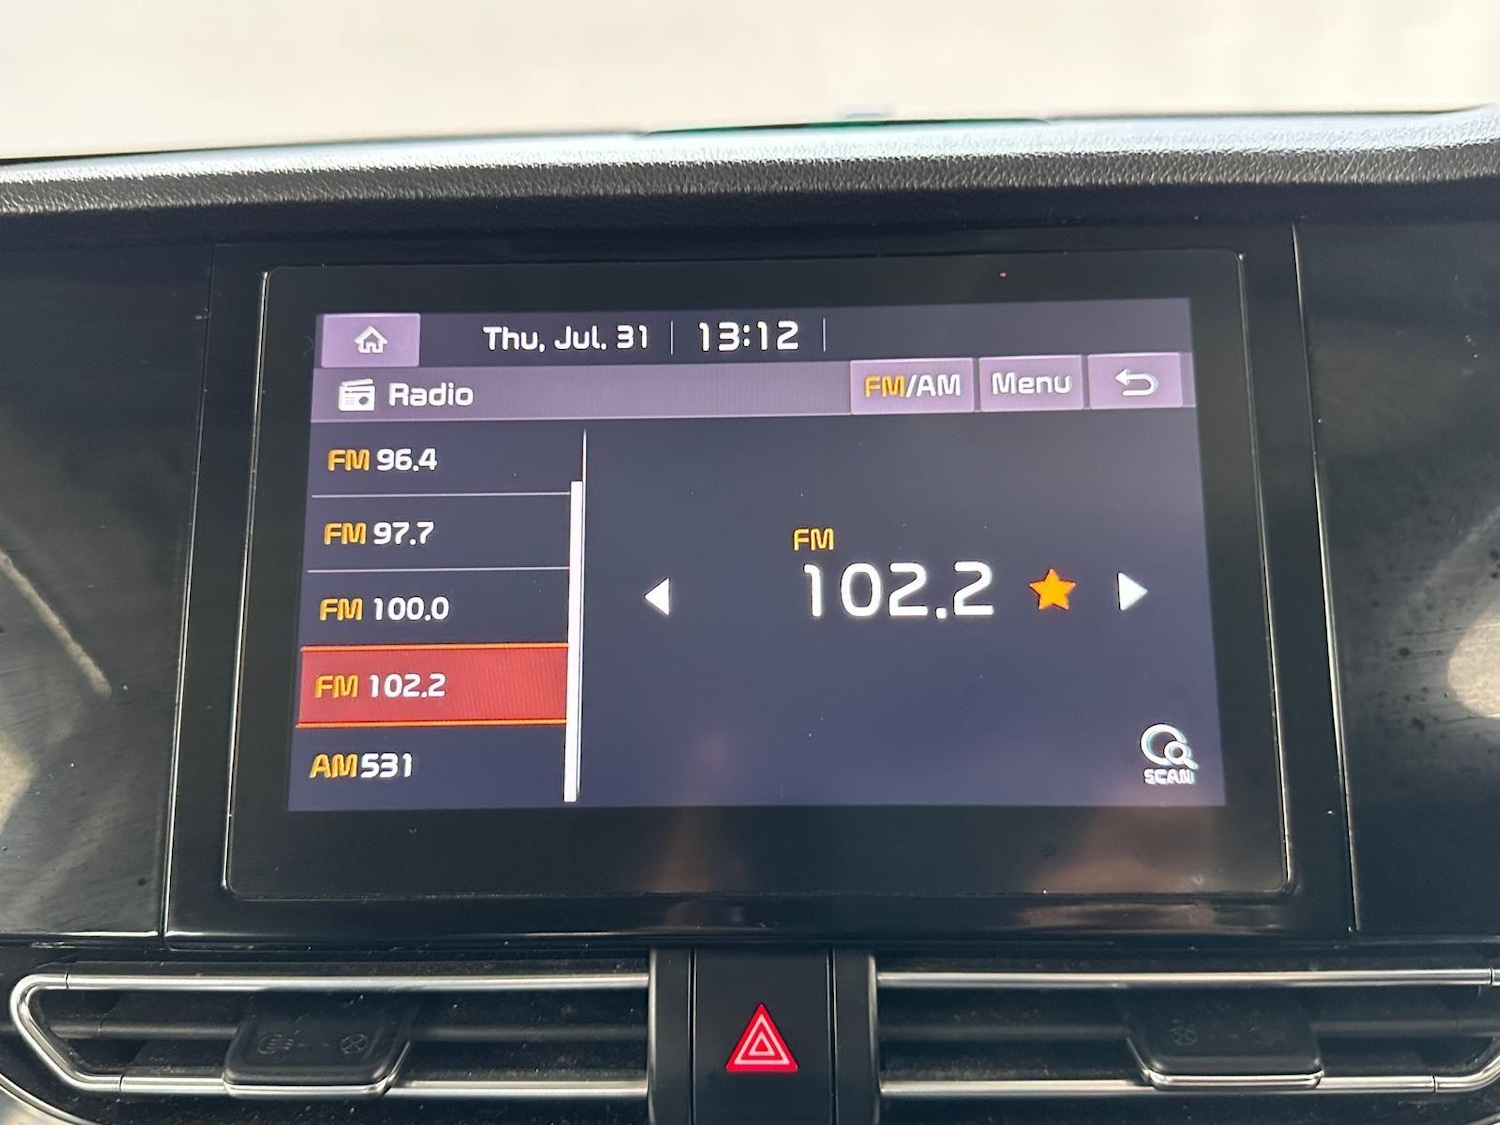 Thu, Jul. 31 | 13:12 |
Radio FM/AM Menu
FM 96.4
FM 97.7
FM 100.0
FM 102.2
AM 531
FM
102.2
SCAN